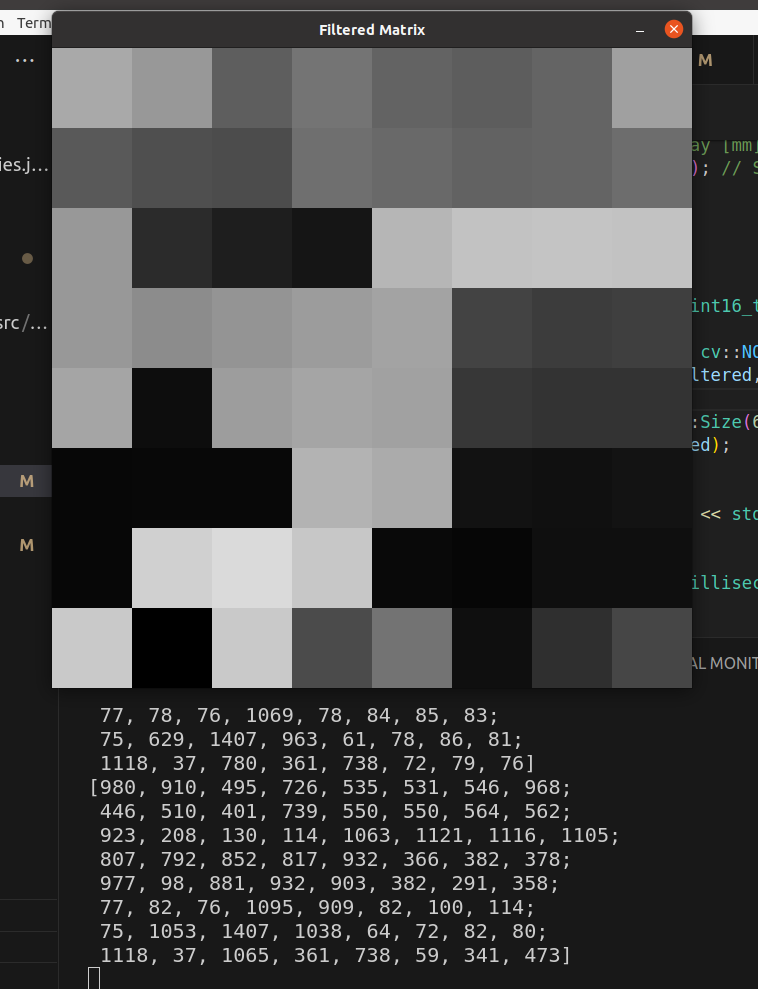 Term
Filtered Matrix
M
ay [mm]
ies.j…
); // S
int16_t
src/…
cv::NO
ltered,
:Size(6
ed);
M
<< std
M
illisec
AL MONIT
77, 78, 76, 1069, 78, 84, 85, 83;
75, 629, 1407, 963, 61, 78, 86, 81;
1118, 37, 780, 361, 738, 72, 79, 76]
[980, 910, 495, 726, 535, 531, 546, 968;
446, 510, 401, 739, 550, 550, 564, 562;
923, 208, 130, 114, 1063, 1121, 1116, 1105;
807, 792, 852, 817, 932, 366, 382, 378;
977, 98, 881, 932, 903, 382, 291, 358;
77, 82, 76, 1095, 909, 82, 100, 114;
75, 1053, 1407, 1038, 64, 72, 82, 80;
1118, 37, 1065, 361, 738, 59, 341, 473]